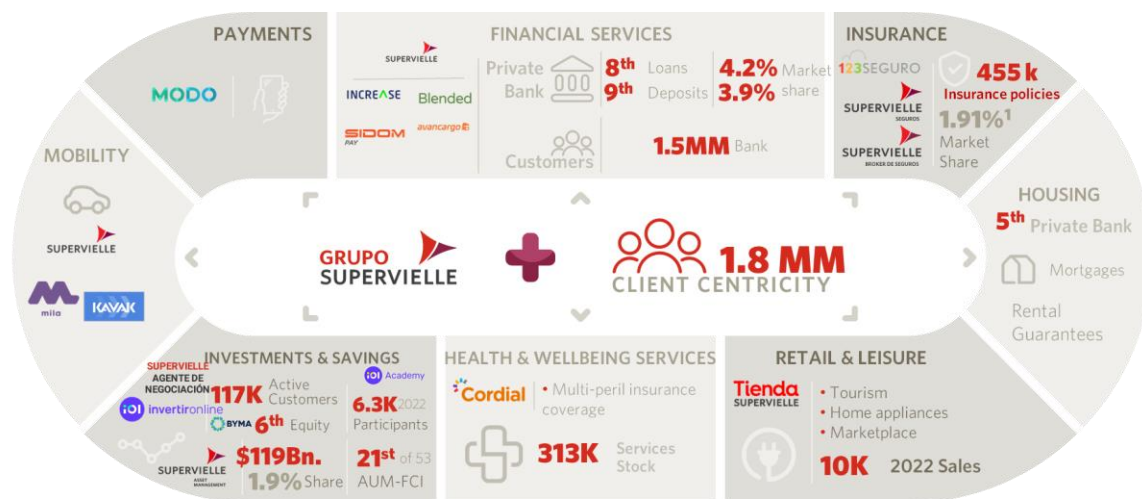 PAYMENTS
MODO
FINANCIAL SERVICES
SUPERVIELLE
INCREASE
Blended
SIDOM
PAY
avancargo
Private
Bank
8th Loans
9th Deposits
4.2% Market
3.9% share
Customers
1.5MM Bank
INSURANCE
123SEGURO
SUPERVIELLE
SEGUROS
SUPERVIELLE
BROKER DE SEGUROS
455k
Insurance policies
1.91%1
Market
Share
MOBILITY
SUPERVIELLE
mila
KAVAK
GRUPO
SUPERVIELLE
1.8 MM
CLIENT CENTRICITY
HOUSING
5th Private Bank
Mortgages
Rental
Guarantees
INVESTMENTS & SAVINGS
SUPERVIELLE
AGENTE DE
NEGOCIACIÓN
iOi invertironline
117K Active
Customers
BYMA 6th Equity
iOi Academy
6.3K 2022
Participants
SUPERVIELLE
ASSET
MANAGEMENT
$119Bn.
1.9% Share
21st of 53
AUM-FCI
HEALTH & WELLBEING SERVICES
Cordial
• Multi-peril insurance
coverage
313K Services
Stock
RETAIL & LEISURE
Tienda
SUPERVIELLE
• Tourism
• Home appliances
• Marketplace
10K 2022 Sales